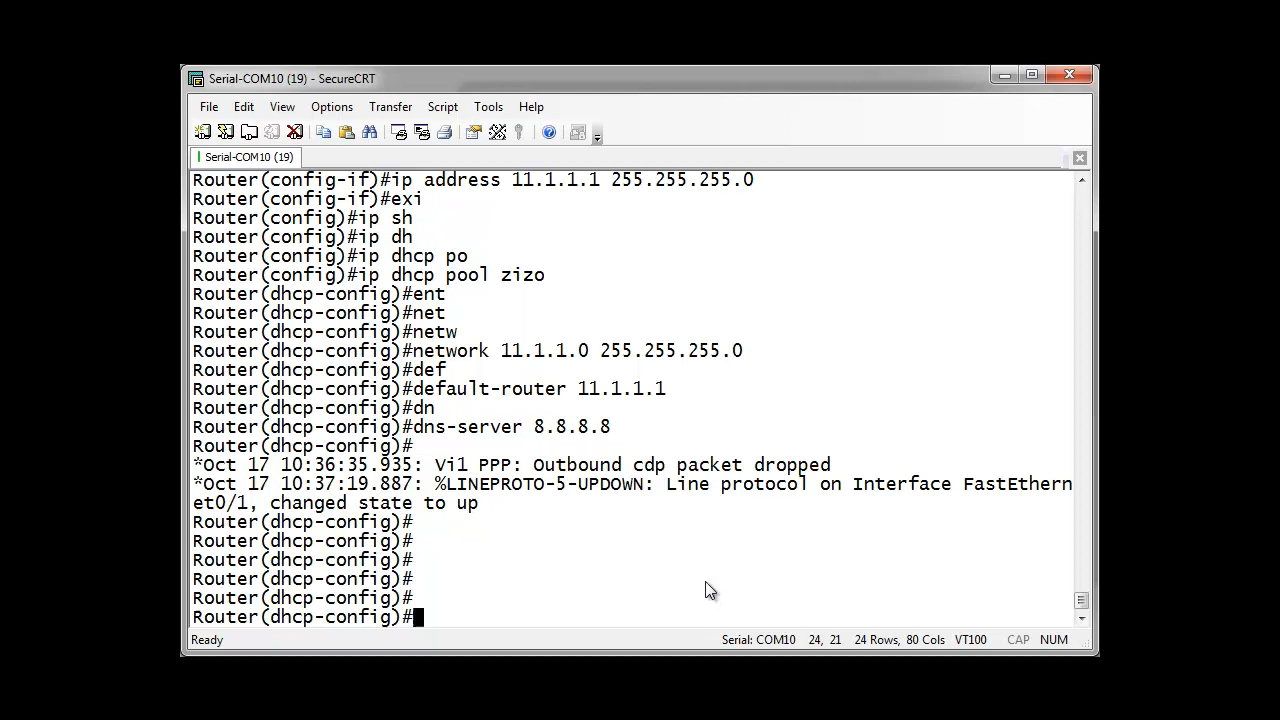 Serial-COM10 (19) - SecureCRT
File Edit View Options Transfer Script Tools Help
Serial-COM10 (19)
Router(config-if)#ip address 11.1.1.1 255.255.255.0
Router(config-if)#exi
Router(config)#ip sh
Router(config)#ip dh
Router(config)#ip dhcp po
Router(config)#ip dhcp pool zizo
Router(dhcp-config)#ent
Router(dhcp-config)#net
Router(dhcp-config)#netw
Router(dhcp-config)#network 11.1.1.0 255.255.255.0
Router(dhcp-config)#def
Router(dhcp-config)#default-router 11.1.1.1
Router(dhcp-config)#dn
Router(dhcp-config)#dns-server 8.8.8.8
Router(dhcp-config)#
*Oct 17 10:36:35.935: Vi1 PPP: Outbound cdp packet dropped
*Oct 17 10:37:19.887: %LINEPROTO-5-UPDOWN: Line protocol on Interface FastEthern
et0/1, changed state to up
Router(dhcp-config)#
Router(dhcp-config)#
Router(dhcp-config)#
Router(dhcp-config)#
Router(dhcp-config)#
Router(dhcp-config)#
Ready Serial: COM10 24, 21 24 Rows, 80 Cols VT100 CAP NUM